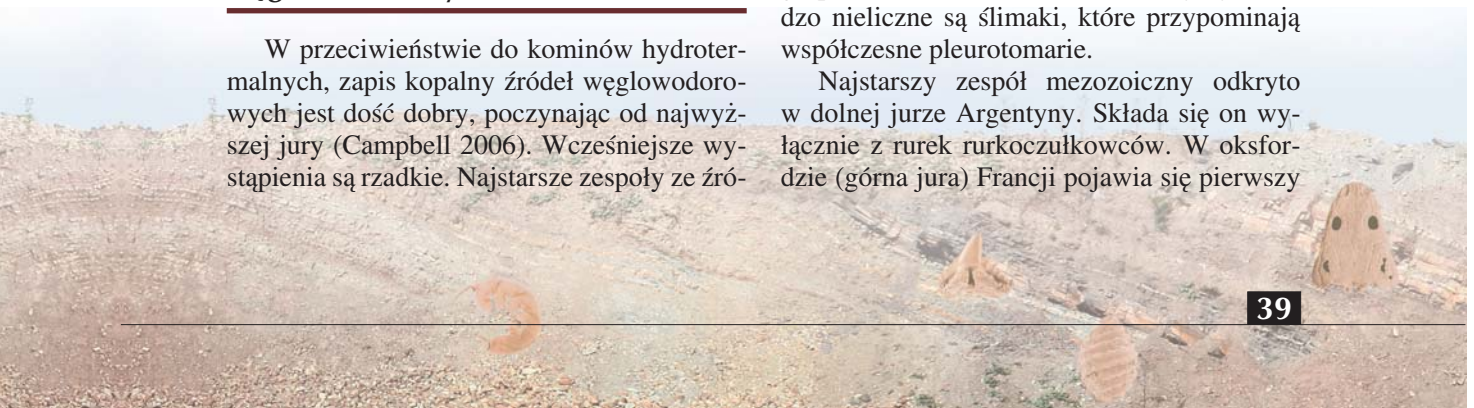 W przeciwieństwie do kominów hydroter-
malnych, zapis kopalny źródeł węglowodoro-
wych jest dość dobry, poczynając od najwyż-
szej jury (Campbell 2006). Wcześniejsze wy-
stąpienia są rzadkie. Najstarsze zespoły ze źró-
dzo nieliczne są ślimaki, które przypominają
współczesne pleurotomarie.
Najstarszy zespół mezozoiczny odkryto
w dolnej jurze Argentyny. Składa się on wy-
łącznie z rurek rurkoczułkowców. W oksfor-
dzie (górna jura) Francji pojawia się pierwszy
39